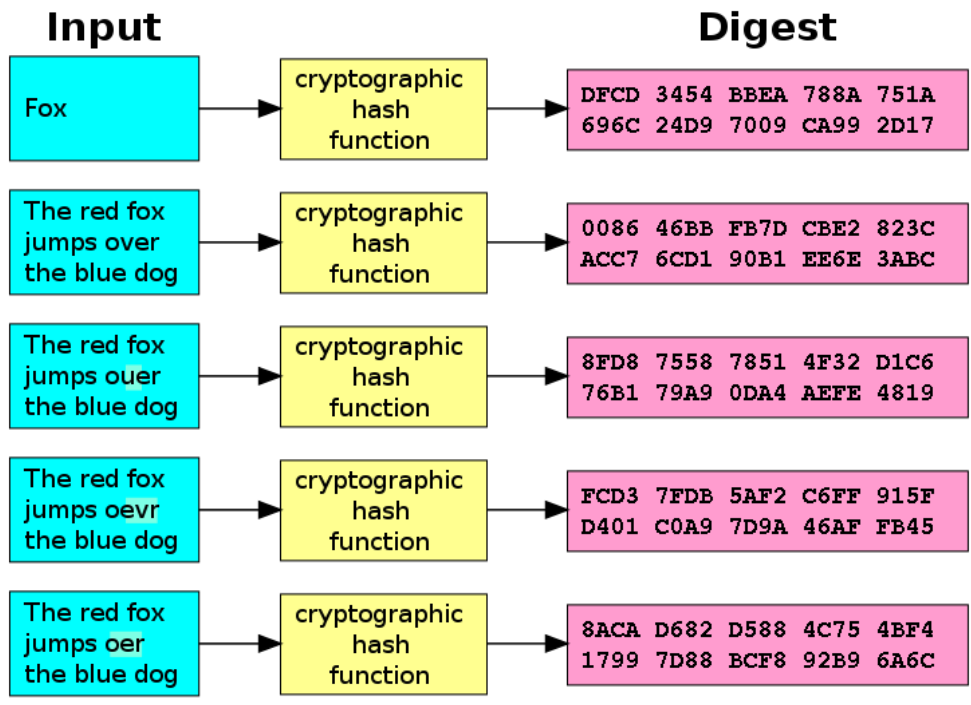 Input
Digest
Fox
cryptographic
hash
function
DFCD 3454 BBEA 788A 751A
696C 24D9 7009 CA99 2D17
The red fox
jumps over
the blue dog
cryptographic
hash
function
0086 46BB FB7D CBE2 823C
ACC7 6CD1 90B1 EE6E 3ABC
The red fox
jumps ouer
the blue dog
cryptographic
hash
function
8FD8 7558 7851 4F32 D1C6
76B1 79A9 0DA4 AEFE 4819
The red fox
jumps oevr
the blue dog
cryptographic
hash
function
FCD3 7FDB 5AF2 C6FF 915F
D401 C0A9 7D9A 46AF FB45
The red fox
jumps oer
the blue dog
cryptographic
hash
function
8ACA D682 D588 4C75 4BF4
1799 7D88 BCF8 92B9 6A6C